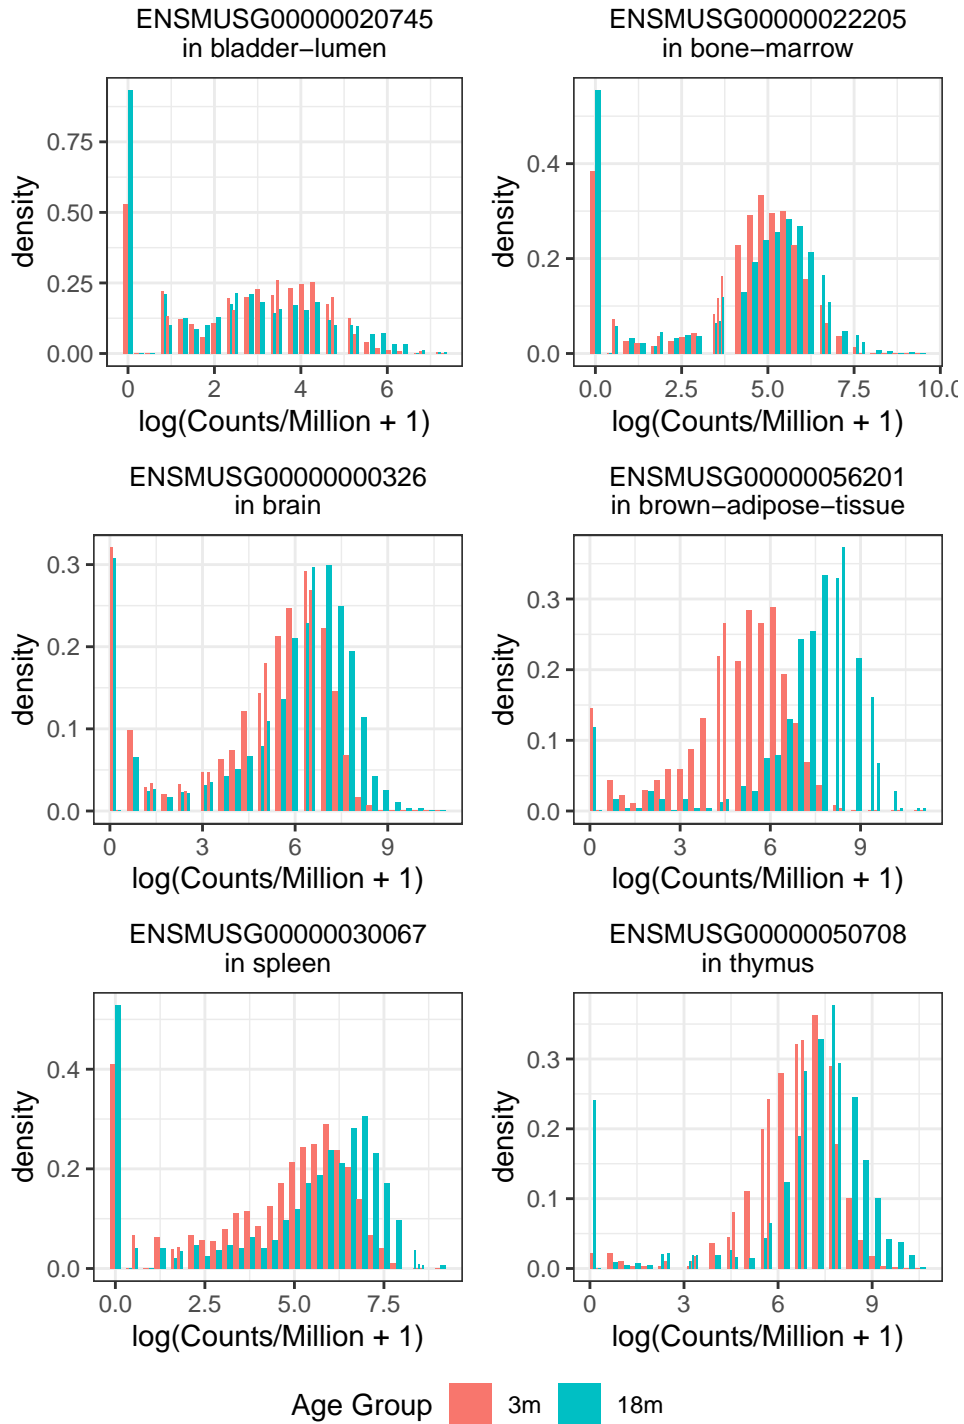 ENSMUSG00000020745
in bladder−lumen
0.75
0.50
0.25
0.00
density
0 2 4 6
log(Counts/Million + 1)
ENSMUSG00000022205
in bone−marrow
0.4
0.2
0.0
density
0.0 2.5 5.0 7.5 10.0
log(Counts/Million + 1)
ENSMUSG00000000326
in brain
0.3
0.2
0.1
0.0
density
0 3 6 9
log(Counts/Million + 1)
ENSMUSG00000056201
in brown−adipose−tissue
0.3
0.2
0.1
0.0
density
0 3 6 9
log(Counts/Million + 1)
ENSMUSG00000030067
in spleen
0.4
0.2
0.0
density
0.0 2.5 5.0 7.5
log(Counts/Million + 1)
ENSMUSG00000050708
in thymus
0.3
0.2
0.1
0.0
density
0 3 6 9
log(Counts/Million + 1)
Age Group 3m 18m